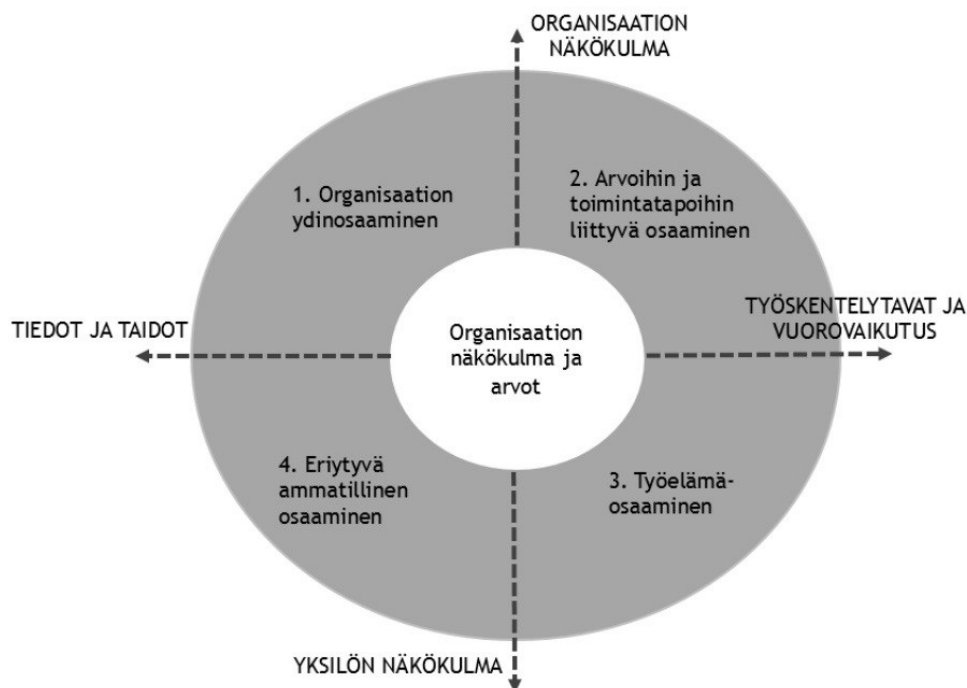 ORGANISAATION
NÄKÖKULMA
1. Organisaation
ydinosaaminen
2. Arvoihin ja
toimintatapoihin
liittyvä osaaminen
TIEDOT JA TAIDOT
Organisaation
näkökulma ja
arvot
TYÖSKENTELYTAVAT JA
VUOROVAIKUTUS
4. Eriytyvä
ammatillinen
osaaminen
3. Työelämä-
osaaminen
YKSILÖN NÄKÖKULMA